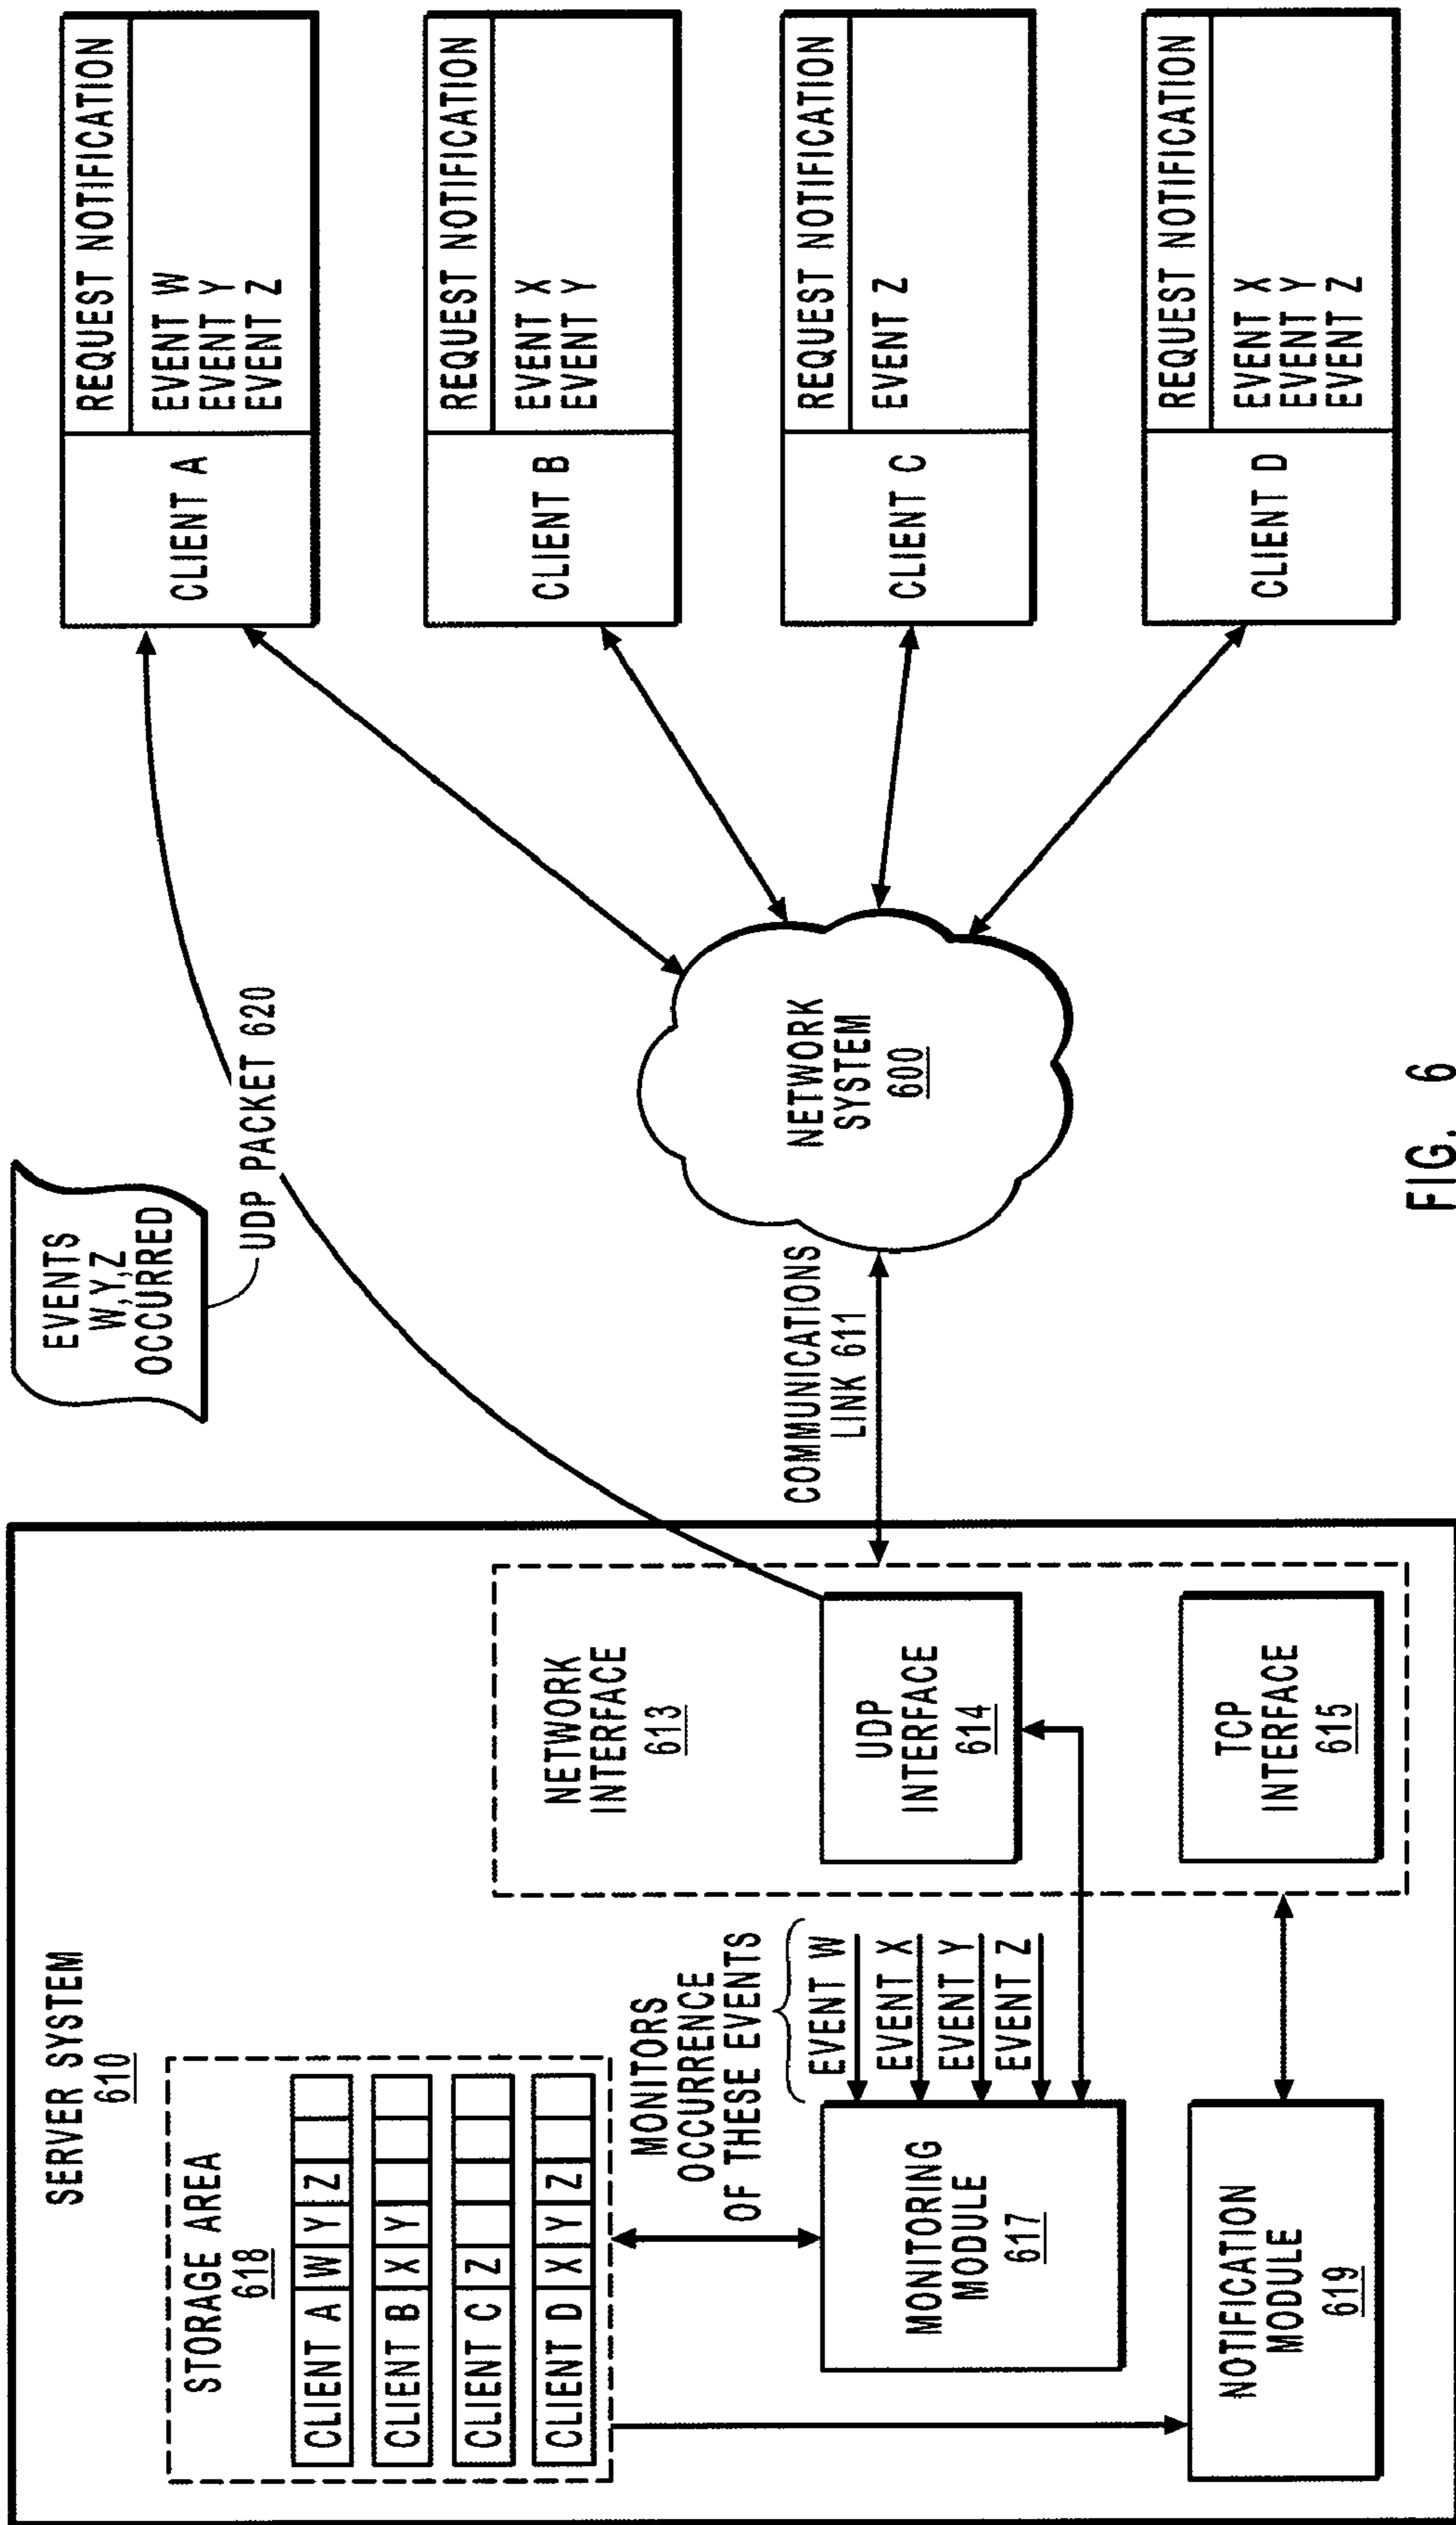 SERVER SYSTEM
610
STORAGE AREA
618
CLIENT A W Y Z
CLIENT B X Y
CLIENT C Z
CLIENT D X Y Z
MONITORS
OCCURRENCE
OF THESE EVENTS
EVENT W
EVENT X
EVENT Y
EVENT Z
MONITORING
MODULE
617
NOTIFICATION
MODULE
619
NETWORK
INTERFACE
613
UDP
INTERFACE
614
TCP
INTERFACE
615
EVENTS
W,Y,Z
OCCURRED
UDP PACKET 620
COMMUNICATIONS
LINK 611
NETWORK
SYSTEM
600
CLIENT A
REQUEST NOTIFICATION
EVENT W
EVENT Y
EVENT Z
CLIENT B
REQUEST NOTIFICATION
EVENT X
EVENT Y
CLIENT C
REQUEST NOTIFICATION
EVENT Z
CLIENT D
REQUEST NOTIFICATION
EVENT X
EVENT Y
EVENT Z
FIG. 6